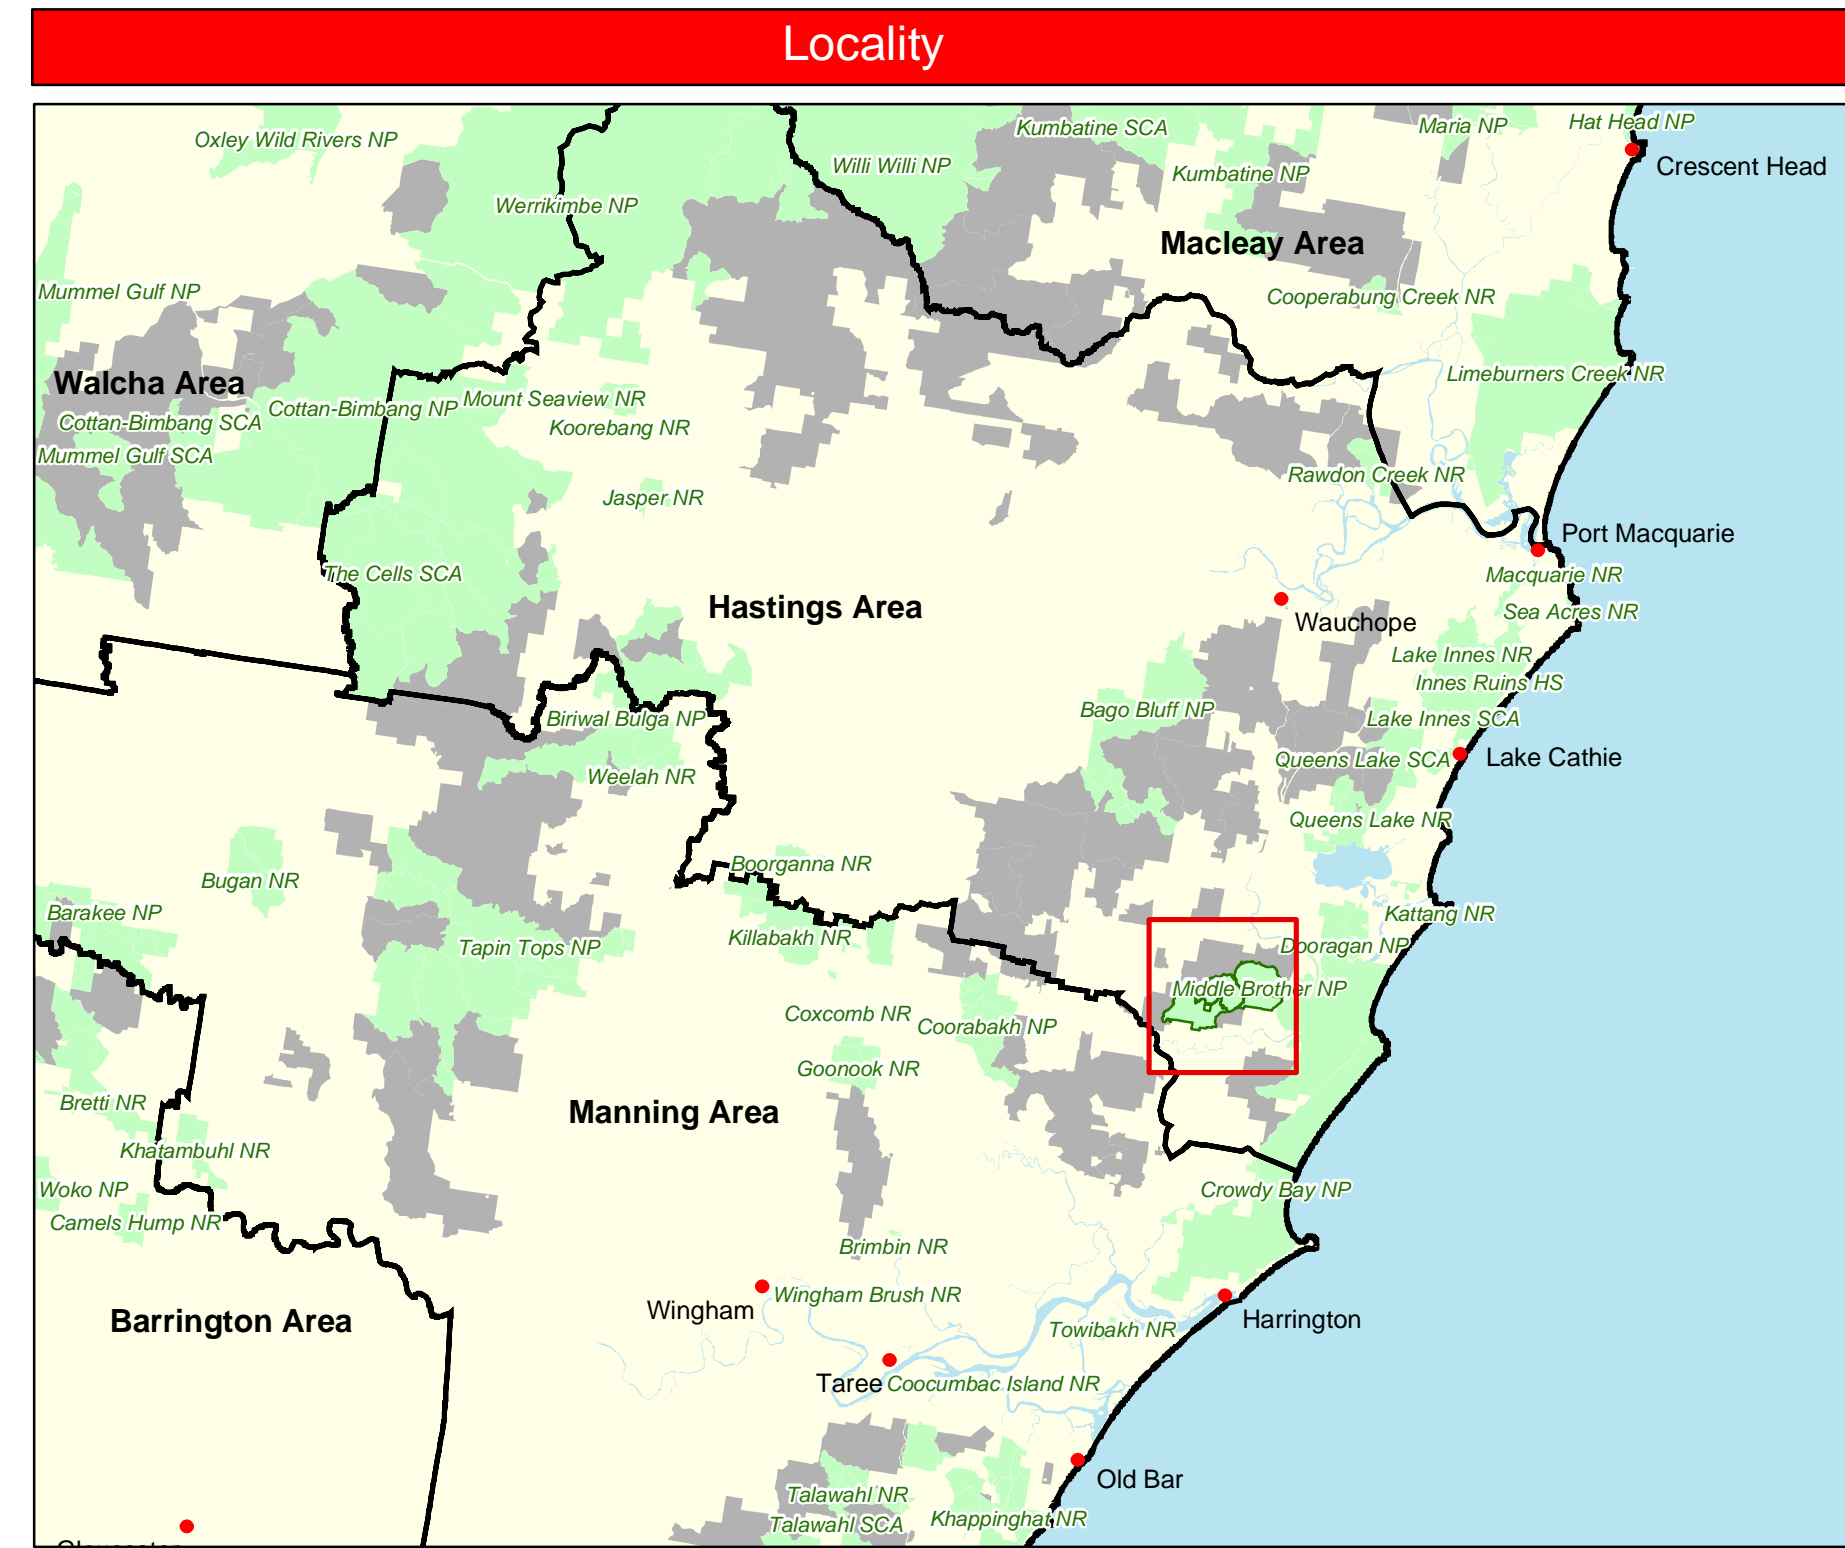 Locality
Oxley Wild Rivers NP
Kumbatine SCA
Maria NP
Hat Head NP
Willi Willi NP
Crescent Head
Kumbatine NP
Werrikimbe NP
Macleay Area
Mummel Gulf NP
Cooperabung Creek NR
Walcha Area
Limeburners Creek NR
Cottan-Bimbang NP
Mount Seaview NR
Cottan-Bimbang SCA
Koorebang NR
Mummel Gulf SCA
Rawdon Creek NR
Jasper NR
Port Macquarie
The Cells SCA
Macquarie NR
Hastings Area
Sea Acres NR
Wauchope
Lake Innes NR
Innes Ruins HS
Bago Bluff NP
Biriwal Bulga NP
Lake Innes SCA
Queens Lake SCA
Lake Cathie
Weelah NR
Queens Lake NR
Boorganna NR
Bugan NR
Barakee NP
Kattang NR
Killabakh NR
Tapin Tops NP
Dooragan NP
Middle Brother NP
Coxcomb NR
Coorabakh NP
Goonook NR
Bretti NR
Manning Area
Khatambuhl NR
Woko NP
Crowdy Bay NP
Camels Hump NR
Brimbin NR
Wingham Brush NR
Wingham
Barrington Area
Harrington
Towibakh NR
Taree
Coocumbac Island NR
Old Bar
Talawahl NR
Khappinghat NR
Talawahl SCA